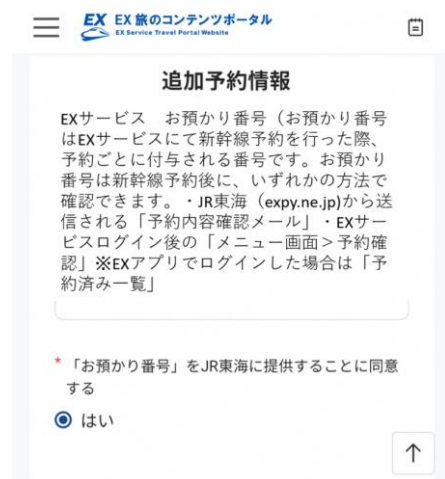 EX EX 旅のコンテンツポータル
EX Service Travel Portal Website
追加予約情報
EXサービス　お預かり番号（お預かり番号
はEXサービスにて新幹線予約を行った際、
予約ごとに付与される番号です。お預かり
番号は新幹線予約後に、いずれかの方法で
確認できます。・JR東海（expy.ne.jp)から送
信される「予約内容確認メール」・EXサー
ビスログイン後の「メニュー画面＞予約確
認」※EXアプリでログインした場合は「予
約済み一覧」
* 「お預かり番号」をJR東海に提供することに同意
する
はい